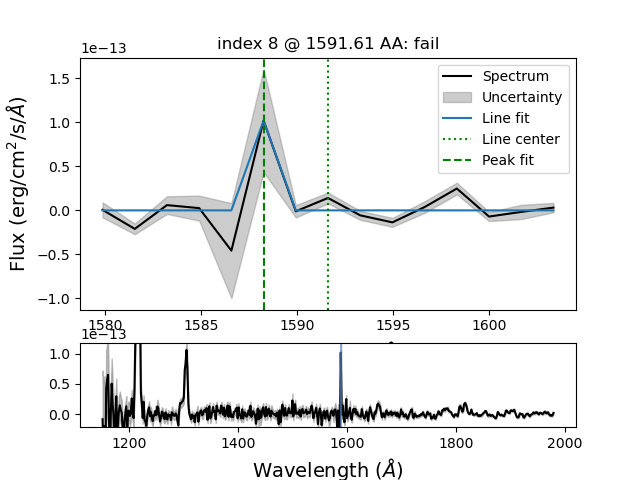 index 8 @ 1591.61 AA: fail
1e−13
1.5
1.0
0.5
0.0
−0.5
−1.0
Flux (erg/cm²/s/Å)
Spectrum
Uncertainty
Line fit
Line center
Peak fit
1580 1585 1590 1595 1600
1e−13
1.0
0.5
0.0
1200 1400 1600 1800 2000
Wavelength (Å)